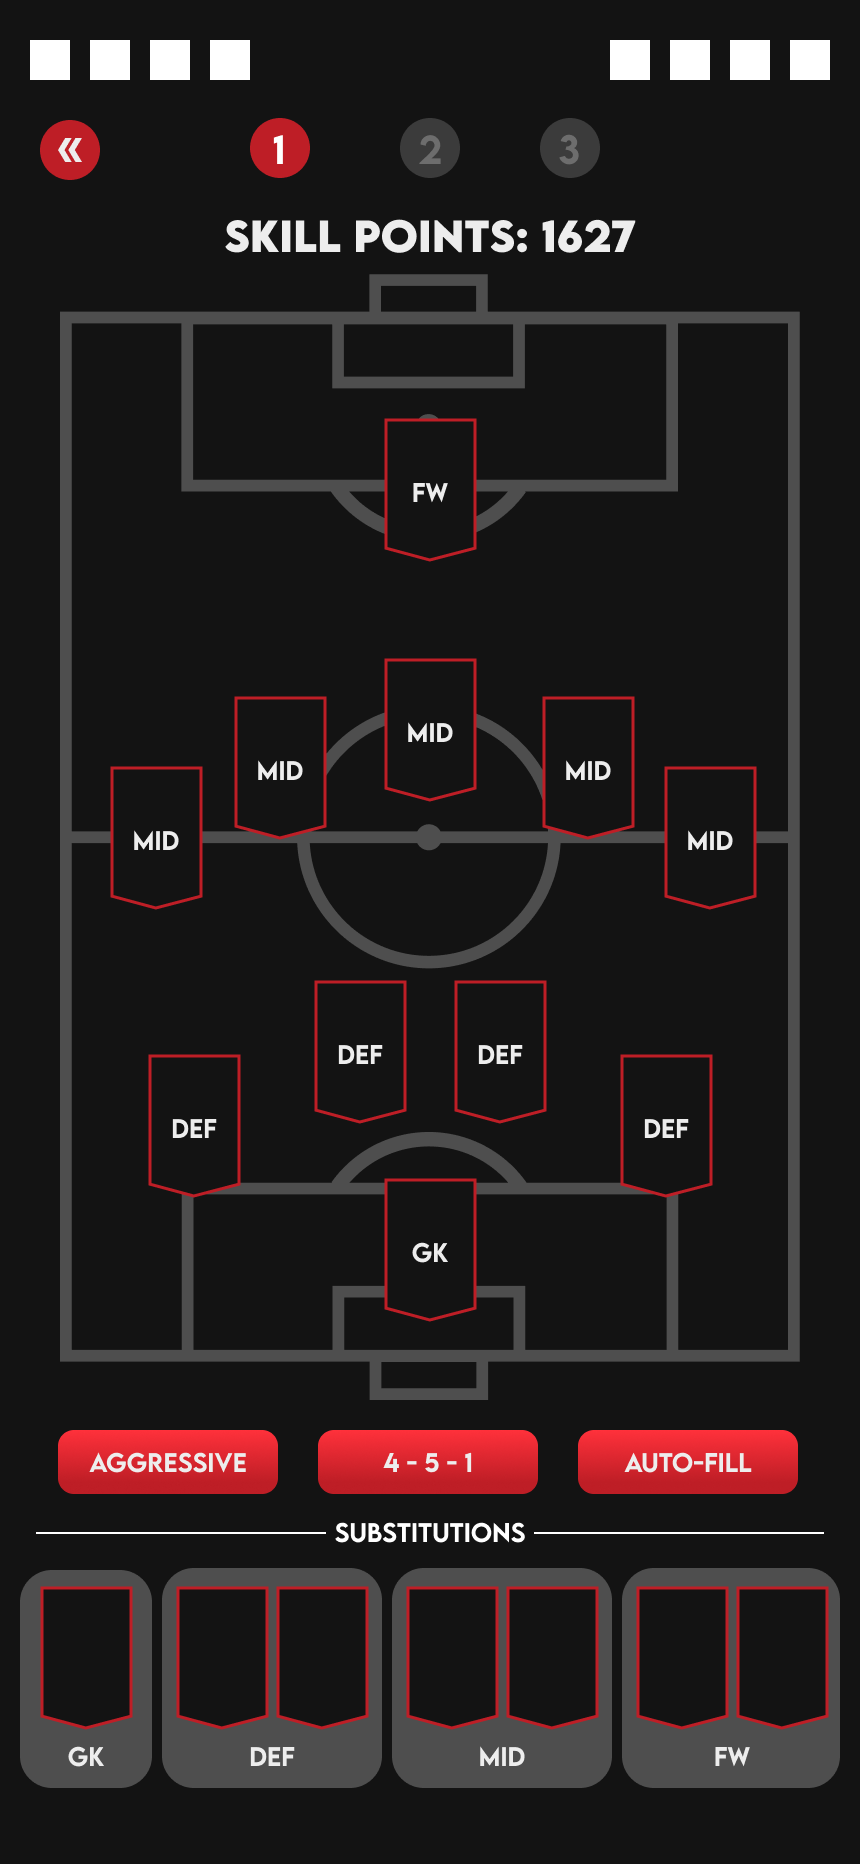 «
1
2
3
SKILL POINTS: 1627
FW
MID
MID
MID
MID
MID
DEF
DEF
DEF
DEF
GK
AGGRESSIVE
4 - 5 - 1
AUTO-FILL
SUBSTITUTIONS
GK
DEF
MID
FW